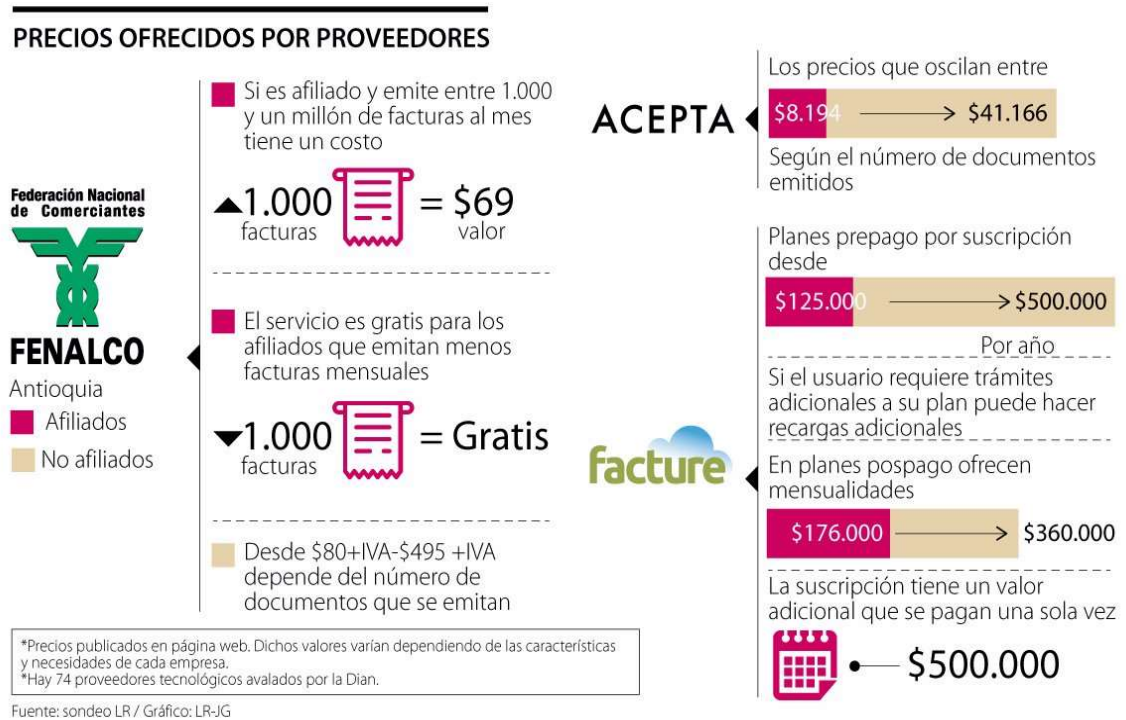 PRECIOS OFRECIDOS POR PROVEEDORES
Federación Nacional
de Comerciantes
FENALCO
Antioquia
Afiliados
No afiliados
Si es afiliado y emite entre 1.000
y un millón de facturas al mes
tiene un costo
1.000
facturas
= $69
valor
El servicio es gratis para los
afiliados que emitan menos
facturas mensuales
1.000
facturas
= Gratis
Desde $80+IVA-$495 +IVA
depende del número de
documentos que se emitan
ACEPTA
Los precios que oscilan entre
$8.194
$41.166
Según el número de documentos
emitidos
facture
Planes prepago por suscripción
desde
$125.000
$500.000
Por año
Si el usuario requiere trámites
adicionales a su plan puede hacer
recargas adicionales
En planes pospago ofrecen
mensualidades
$176.000
$360.000
La suscripción tiene un valor
adicional que se pagan una sola vez
$500.000
*Precios publicados en página web. Dichos valores varían dependiendo de las características
y necesidades de cada empresa.
*Hay 74 proveedores tecnológicos avalados por la Dian.
Fuente: sondeo LR / Gráfico: LR-JG